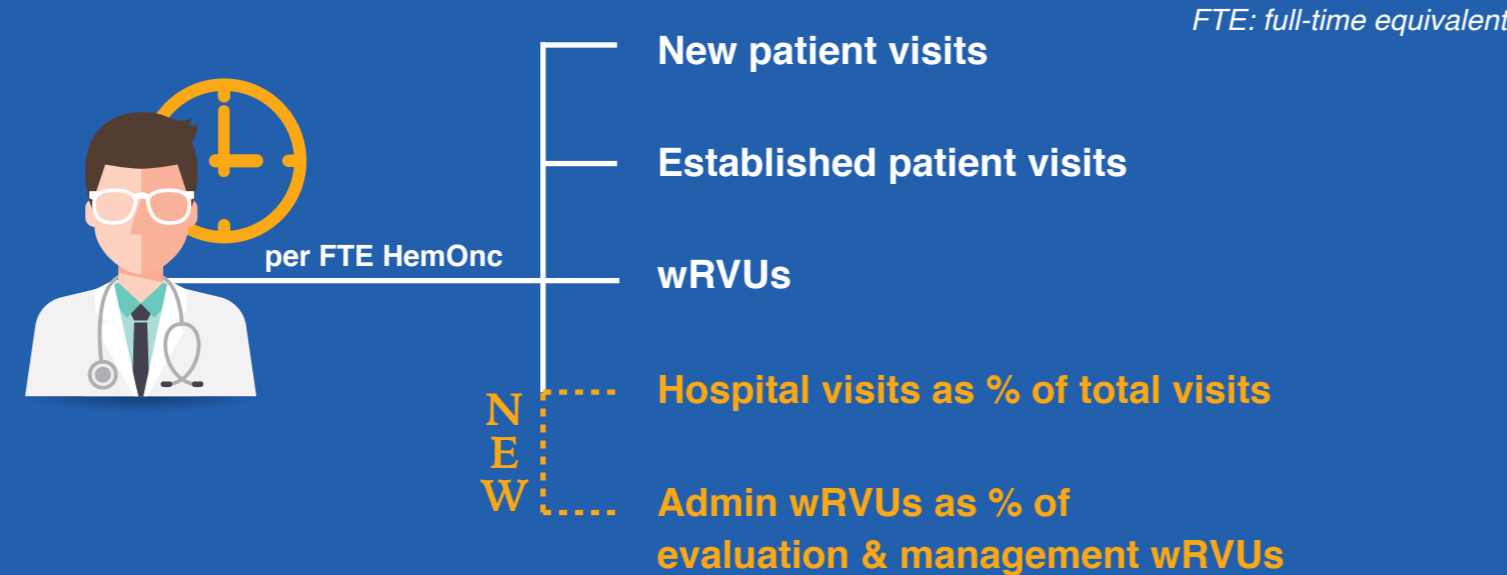 FTE: full-time equivalent
New patient visits
Established patient visits
per FTE HemOnc
wRVUs
NEW
Hospital visits as % of total visits
Admin wRVUs as % of
evaluation & management wRVUs